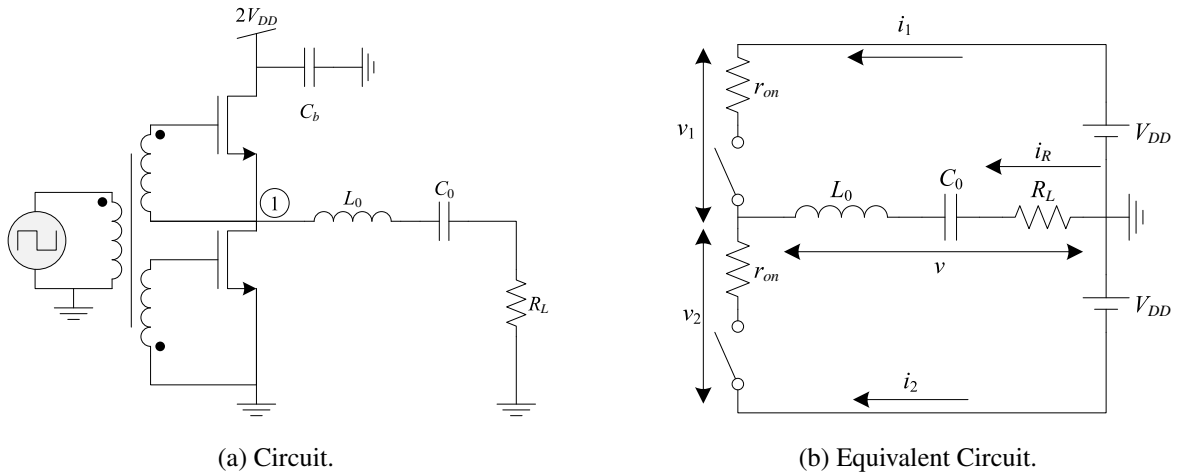 2V_DD
C_b
1
L_0
C_0
R_L
(a) Circuit.
i_1
r_on
v_1
V_DD
i_R
L_0
C_0
R_L
v
r_on
v_2
V_DD
i_2
(b) Equivalent Circuit.